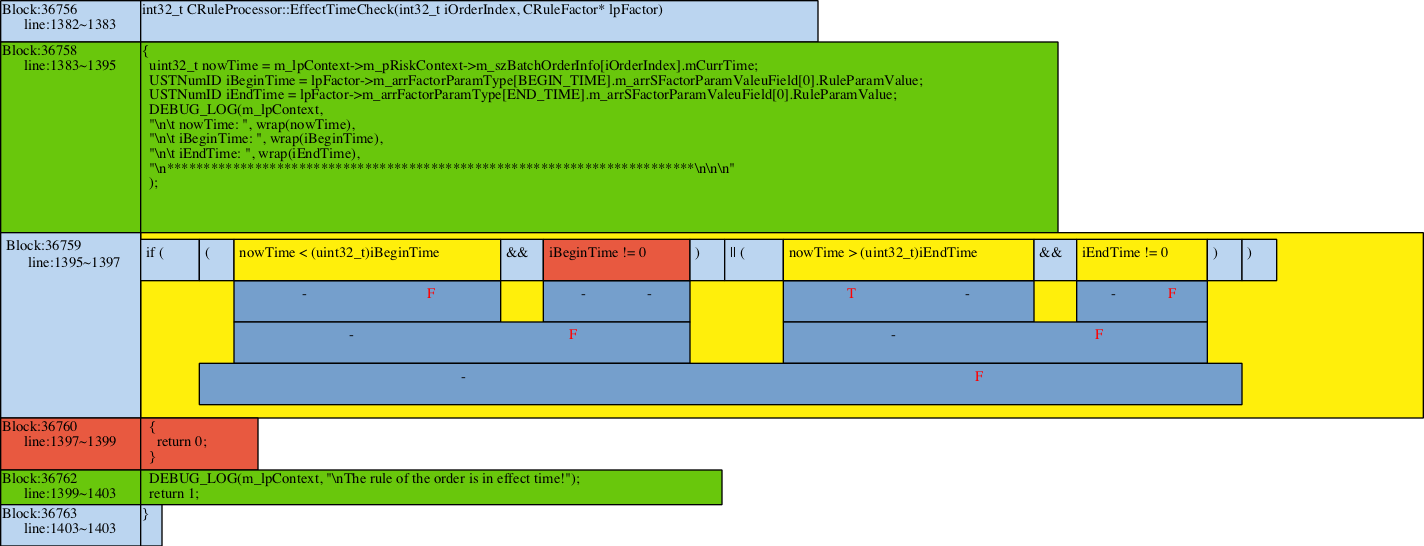 Block:36756
line:1382~1383
int32_t CRuleProcessor::EffectTimeCheck(int32_t iOrderIndex, CRuleFactor* lpFactor)
Block:36758
line:1383~1395
{
uint32_t nowTime = m_lpContext->m_pRiskContext->m_szBatchOrderInfo[iOrderIndex].mCurrTime;
USTNumID iBeginTime = lpFactor->m_arrFactorParamType[BEGIN_TIME].m_arrSFactorParamValeuField[0].RuleParamValue;
USTNumID iEndTime = lpFactor->m_arrFactorParamType[END_TIME].m_arrSFactorParamValeuField[0].RuleParamValue;
DEBUG_LOG(m_lpContext,
"\n\t nowTime: ", wrap(nowTime),
"\n\t iBeginTime: ", wrap(iBeginTime),
"\n\t iEndTime: ", wrap(iEndTime),
"\n************************************************************************\n\n\n"
);
Block:36759
line:1395~1397
if ( ( nowTime < (uint32_t)iBeginTime && iBeginTime != 0 ) || ( nowTime > (uint32_t)iEndTime && iEndTime != 0 ) )
- F - - T - - F
- F - F
- F
Block:36760
line:1397~1399
{
return 0;
}
Block:36762
line:1399~1403
DEBUG_LOG(m_lpContext, "\nThe rule of the order is in effect time!");
return 1;
Block:36763
line:1403~1403
}